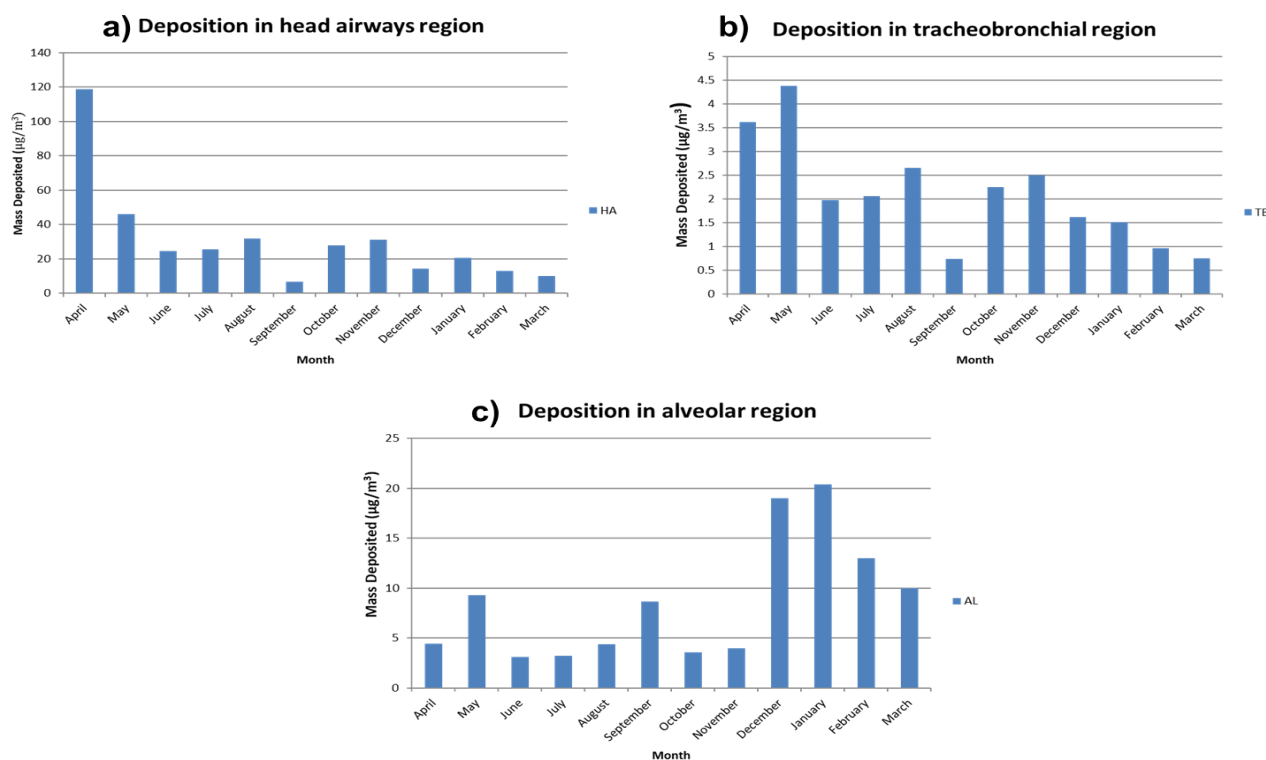 a) Deposition in head airways region
Mass Deposited (µg/m³)
140
120
100
80
60
40
20
0
April
May
June
July
August
September
October
November
December
January
February
March
Month
HA
b) Deposition in tracheobronchial region
Mass Deposited (µg/m³)
5
4.5
4
3.5
3
2.5
2
1.5
1
0.5
0
April
May
June
July
August
September
October
November
December
January
February
March
Month
TB
c) Deposition in alveolar region
Mass Deposited (µg/m³)
25
20
15
10
5
0
April
May
June
July
August
September
October
November
December
January
February
March
Month
AL